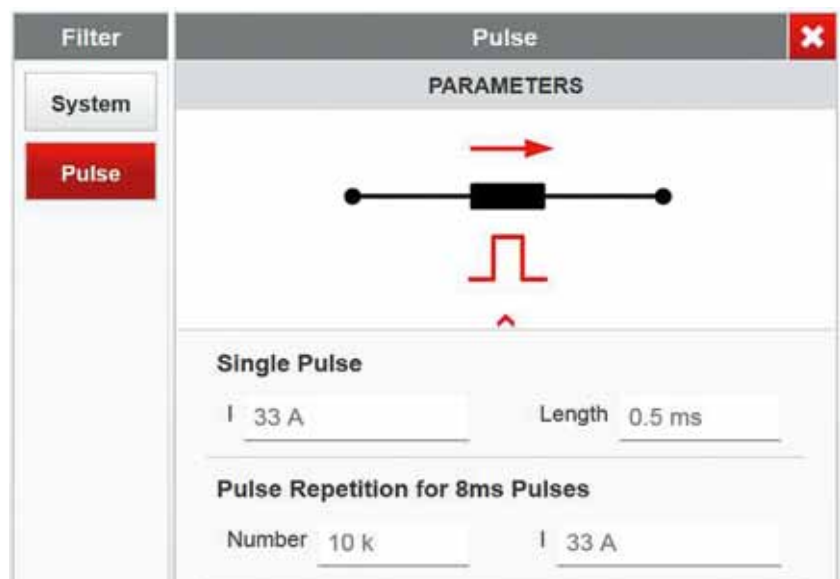 Filter
Pulse
System
Pulse
PARAMETERS
Single Pulse
I 33 A Length 0.5 ms
Pulse Repetition for 8ms Pulses
Number 10 k I 33 A